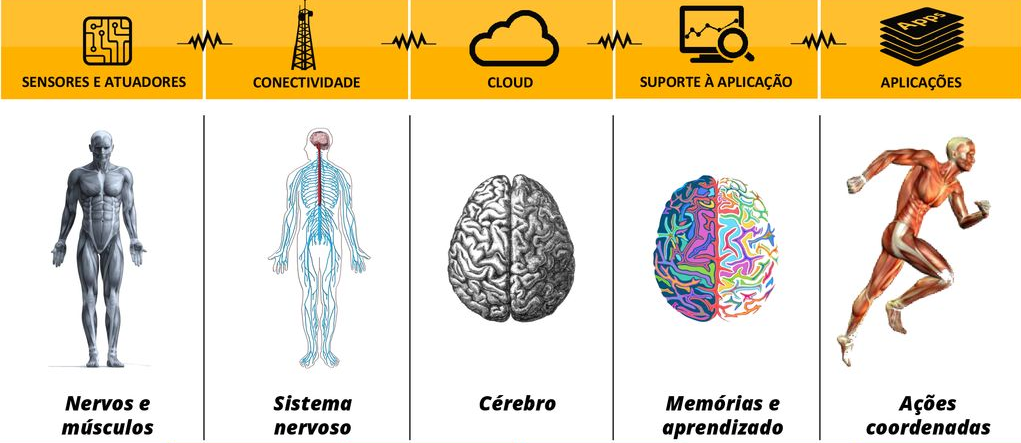 Apps
SENSORES E ATUADORES
CONECTIVIDADE
CLOUD
SUPORTE À APLICAÇÃO
APLICAÇÕES
Nervos e
músculos
Sistema
nervoso
Cérebro
Memórias e
aprendizado
Ações
coordenadas